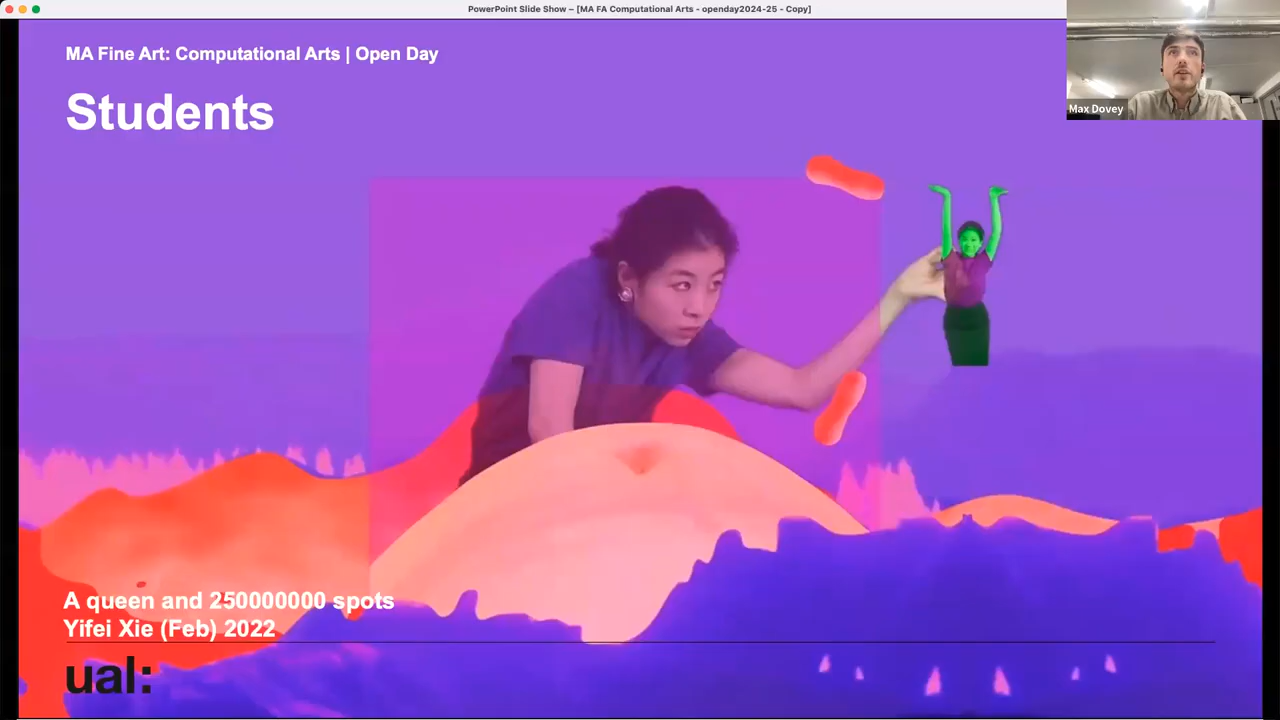 PowerPoint Slide Show – [MA FA Computational Arts - openday2024-25 - Copy]
MA Fine Art: Computational Arts | Open Day
Students
Max Dovey
A queen and 250000000 spots
Yifei Xie (Feb) 2022
ual: